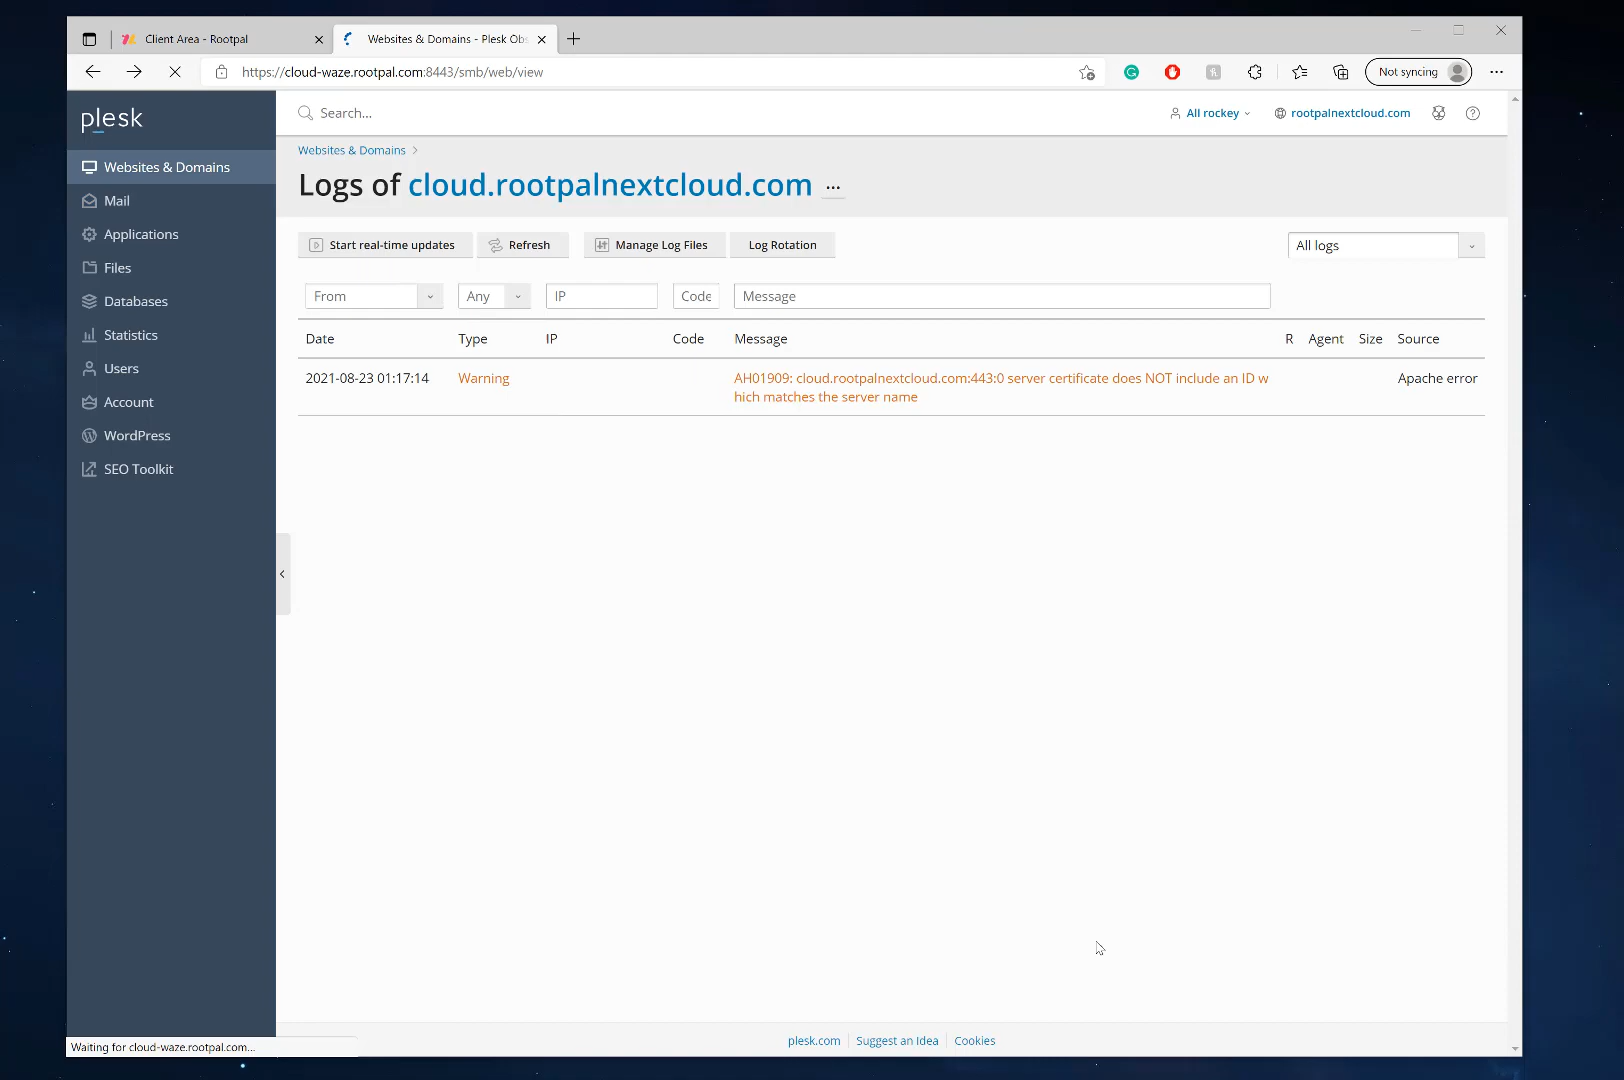 Client Area - Rootpal
Websites & Domains - Plesk Obs
https://cloud-waze.rootpal.com:8443/smb/web/view
Not syncing
plesk
Search...
All rockey
rootpalnextcloud.com
Websites & Domains
Mail
Applications
Files
Databases
Statistics
Users
Account
WordPress
SEO Toolkit
Websites & Domains >
Logs of cloud.rootpalnextcloud.com ...
Start real-time updates
Refresh
Manage Log Files
Log Rotation
All logs
From
Any
IP
Code
Message
Date Type IP Code Message R Agent Size Source
2021-08-23 01:17:14 Warning AH01909: cloud.rootpalnextcloud.com:443:0 server certificate does NOT include an ID w Apache error
hich matches the server name
plesk.com Suggest an Idea Cookies
Waiting for cloud-waze.rootpal.com...